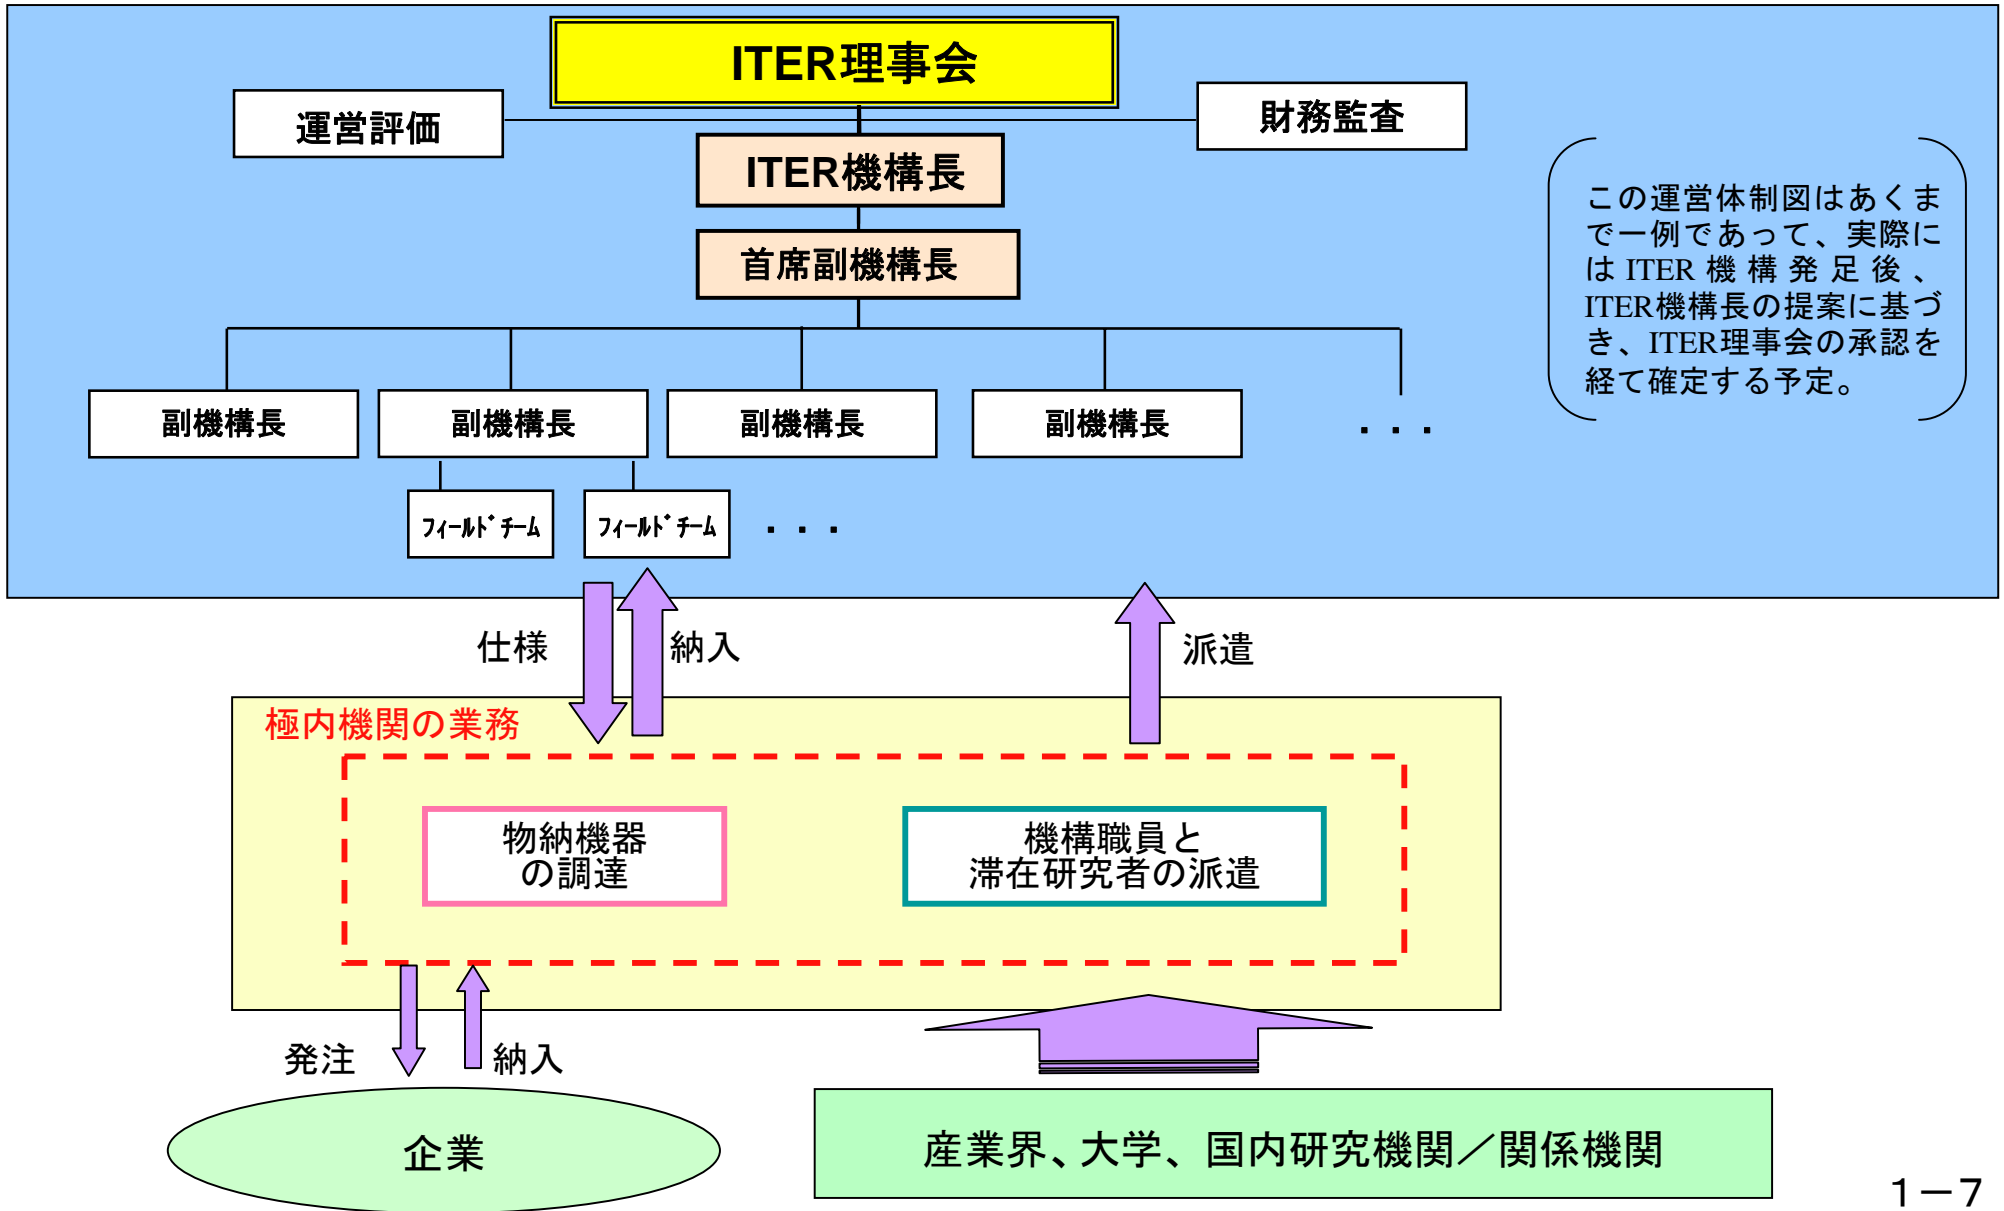 ITER理事会
運営評価
財務監査
ITER機構長
首席副機構長
この運営体制図はあくま
で一例であって、実際に
は ITER 機 構 発 足 後 、
ITER機構長の提案に基づ
き、ITER理事会の承認を
経て確定する予定。
副機構長
副機構長
副機構長
副機構長
・・・
ﾌｨｰﾙﾄﾞﾁｰﾑ
ﾌｨｰﾙﾄﾞﾁｰﾑ
・・・
仕様
納入
派遣
極内機関の業務
物納機器
の調達
機構職員と
滞在研究者の派遣
発注
納入
企業
産業界、大学、国内研究機関／関係機関
１－７